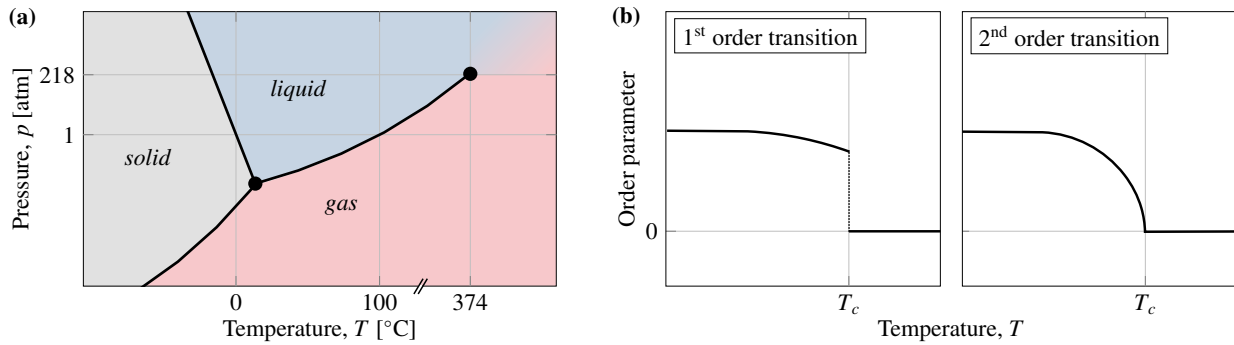 (a)
Pressure, p [atm]
218
1
solid
liquid
gas
0
100
374
Temperature, T [°C]
(b)
Order parameter
0
1st order transition
2nd order transition
Tc
Tc
Temperature, T